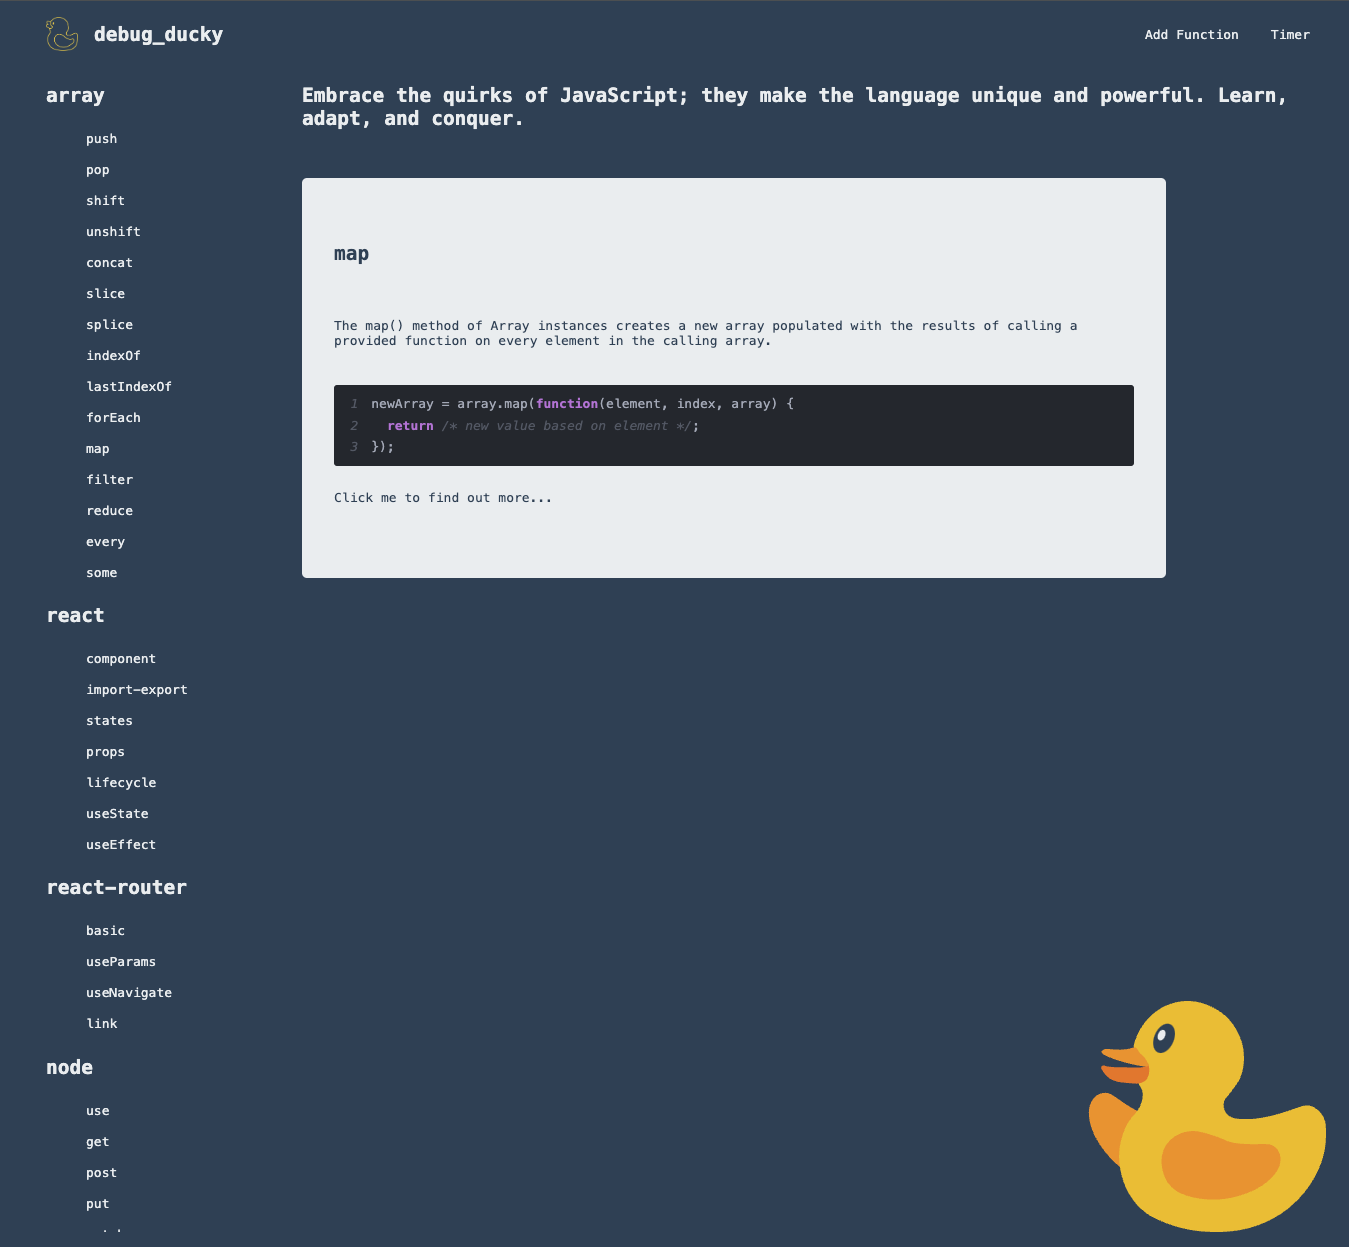 debug_ducky
Add Function
Timer
array
push
pop
shift
unshift
concat
slice
splice
indexOf
lastIndexOf
forEach
map
filter
reduce
every
some
react
component
import-export
states
props
lifecycle
useState
useEffect
react-router
basic
useParams
useNavigate
link
node
use
get
post
put
Embrace the quirks of JavaScript; they make the language unique and powerful. Learn,
adapt, and conquer.
map
The map() method of Array instances creates a new array populated with the results of calling a
provided function on every element in the calling array.
1 newArray = array.map(function(element, index, array) {
2   return /* new value based on element */;
3 });
Click me to find out more...